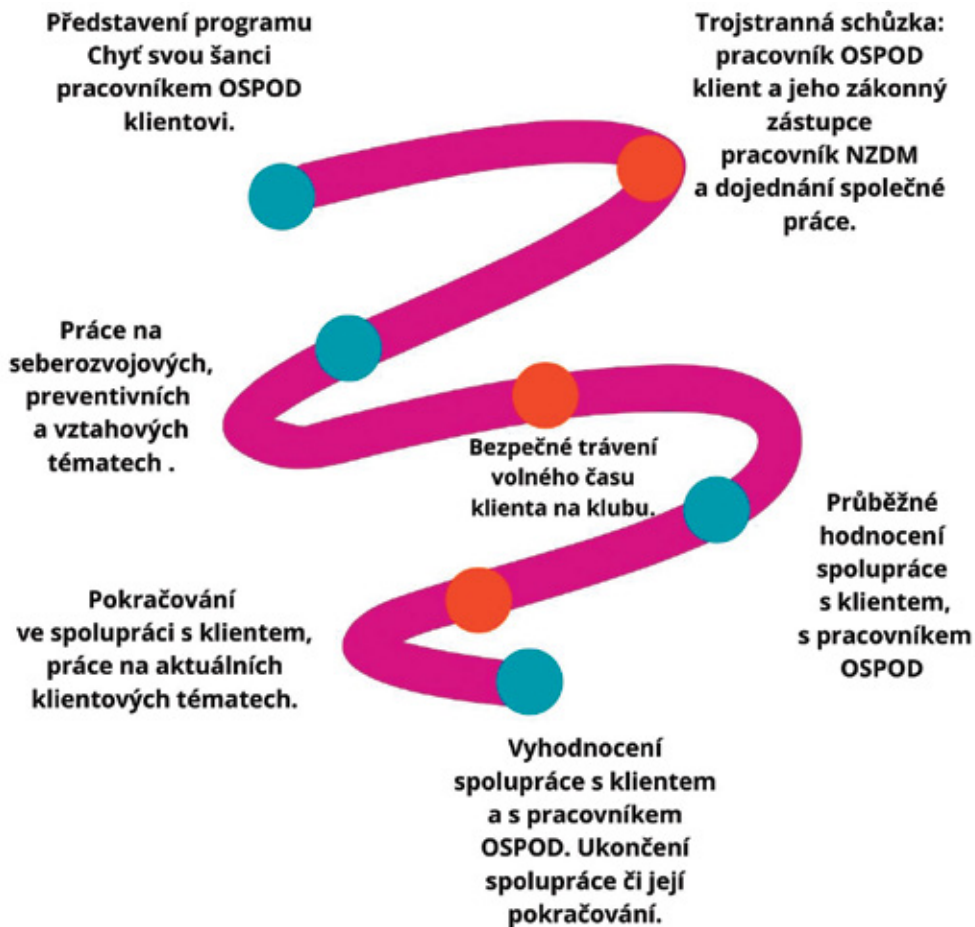 Představení programu
Chyť svou šanci
pracovníkem OSPOD
klientovi.
Trojstranná schůzka:
pracovník OSPOD
klient a jeho zákonný
zástupce
pracovník NZDM
a dojednání společné
práce.
Práce na
seberozvojových,
preventivních
a vztahových
tématech .
Bezpečné trávení
volného času
klienta na klubu.
Průběžné
hodnocení
spolupráce
s klientem,
s pracovníkem
OSPOD
Pokračování
ve spolupráci s klientem,
práce na aktuálních
klientových tématech.
Vyhodnocení
spolupráce s klientem
a s pracovníkem
OSPOD. Ukončení
spolupráce či její
pokračování.